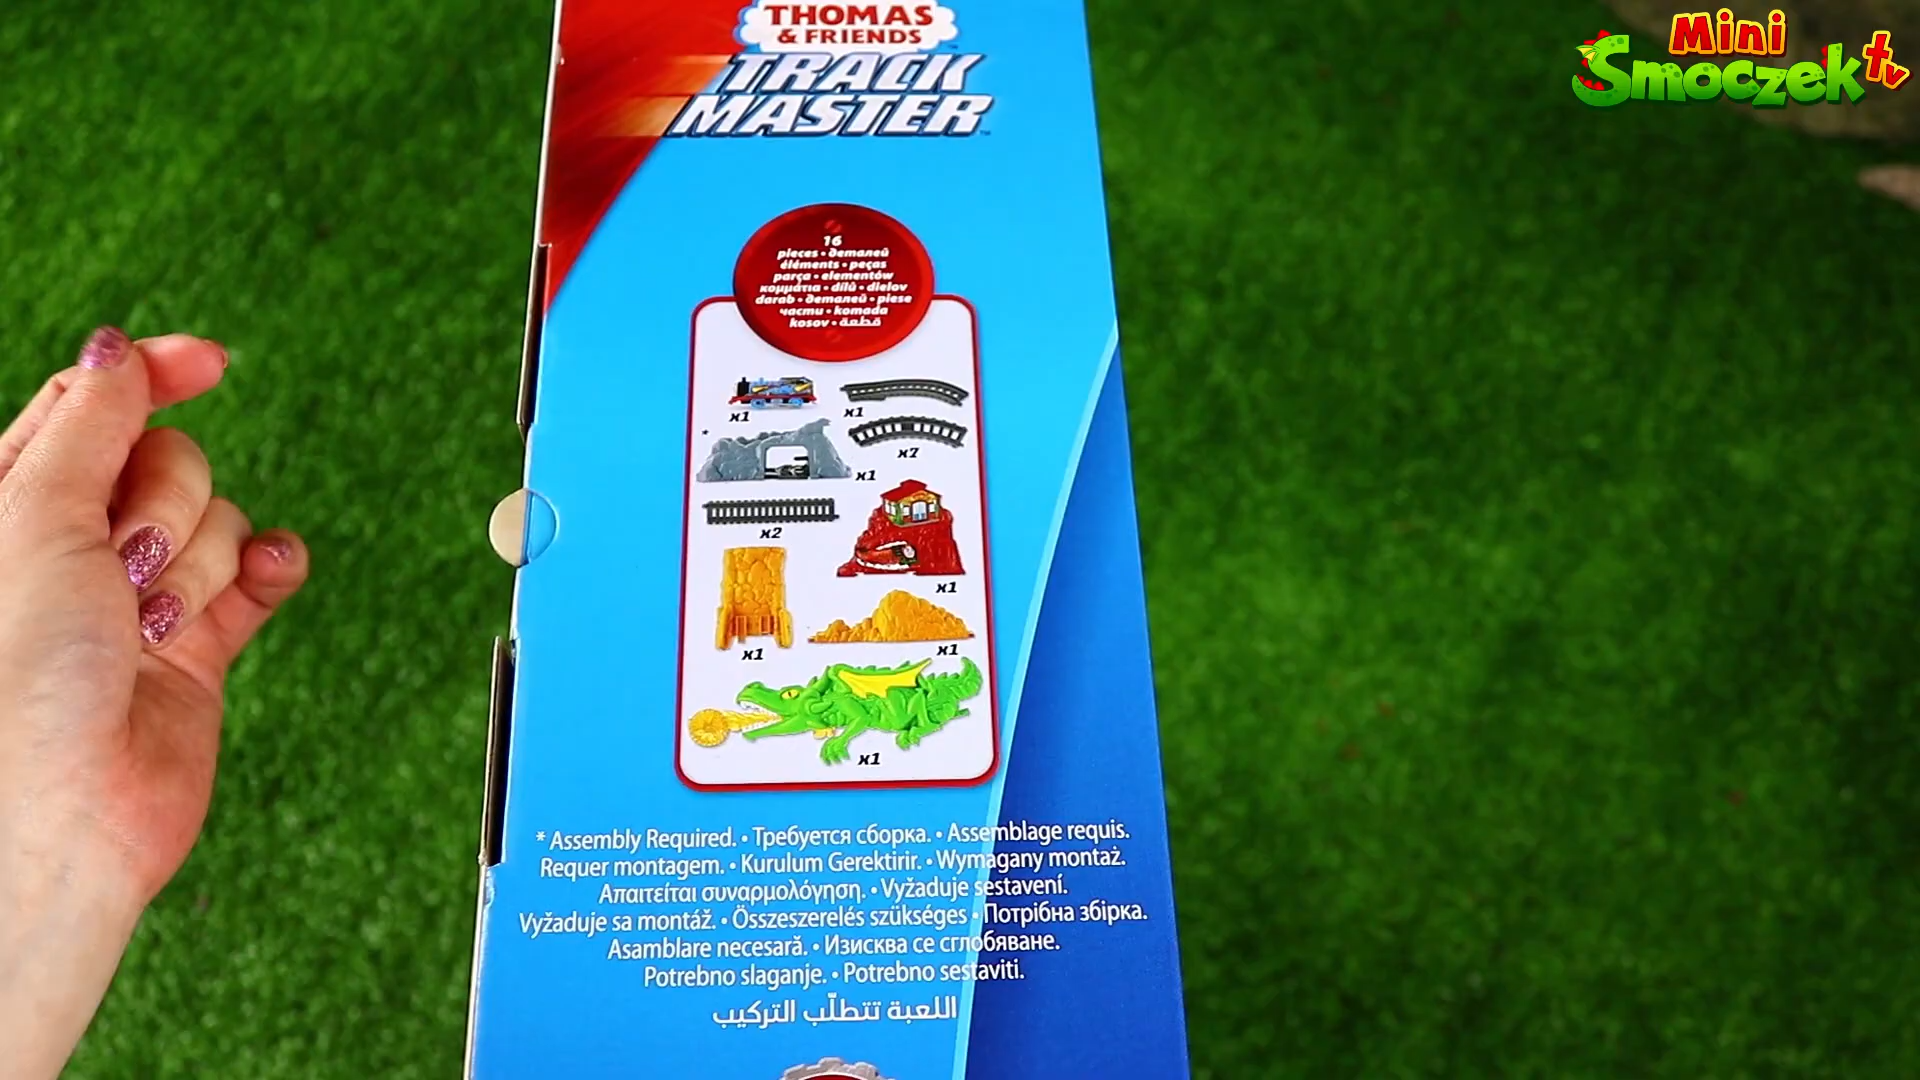 THOMAS
& FRIENDS
TRACK
MASTER
Mini
Smoczek tv
16
pieces • деталей
éléments • peças
parça • elementów
κομμάτια • dílů • dielov
darab • деталей • piese
части • komada
kosov • قطعة
x1
x1
x7
*
x1
x2
x1
x1
x1
x1
* Assembly Required. • Требуется сборка. • Assemblage requis.
Requer montagem. • Kurulum Gerektirir. • Wymagany montaż.
Απαιτείται συναρμολόγηση. • Vyžaduje sestavení.
Vyžaduje sa montáž. • Összeszerelés szükséges • Потрібна збірка.
Asamblare necesară. • Изисква се сглобяване.
Potrebno slaganje. • Potrebno sestaviti.
اللعبة تتطلّب التركيب